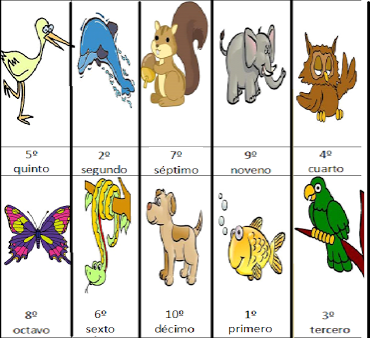 5º 2º 7º 9º 4º
quinto segundo séptimo noveno cuarto
8º 6º 10º 1º 3º
octavo sexto décimo primero tercero